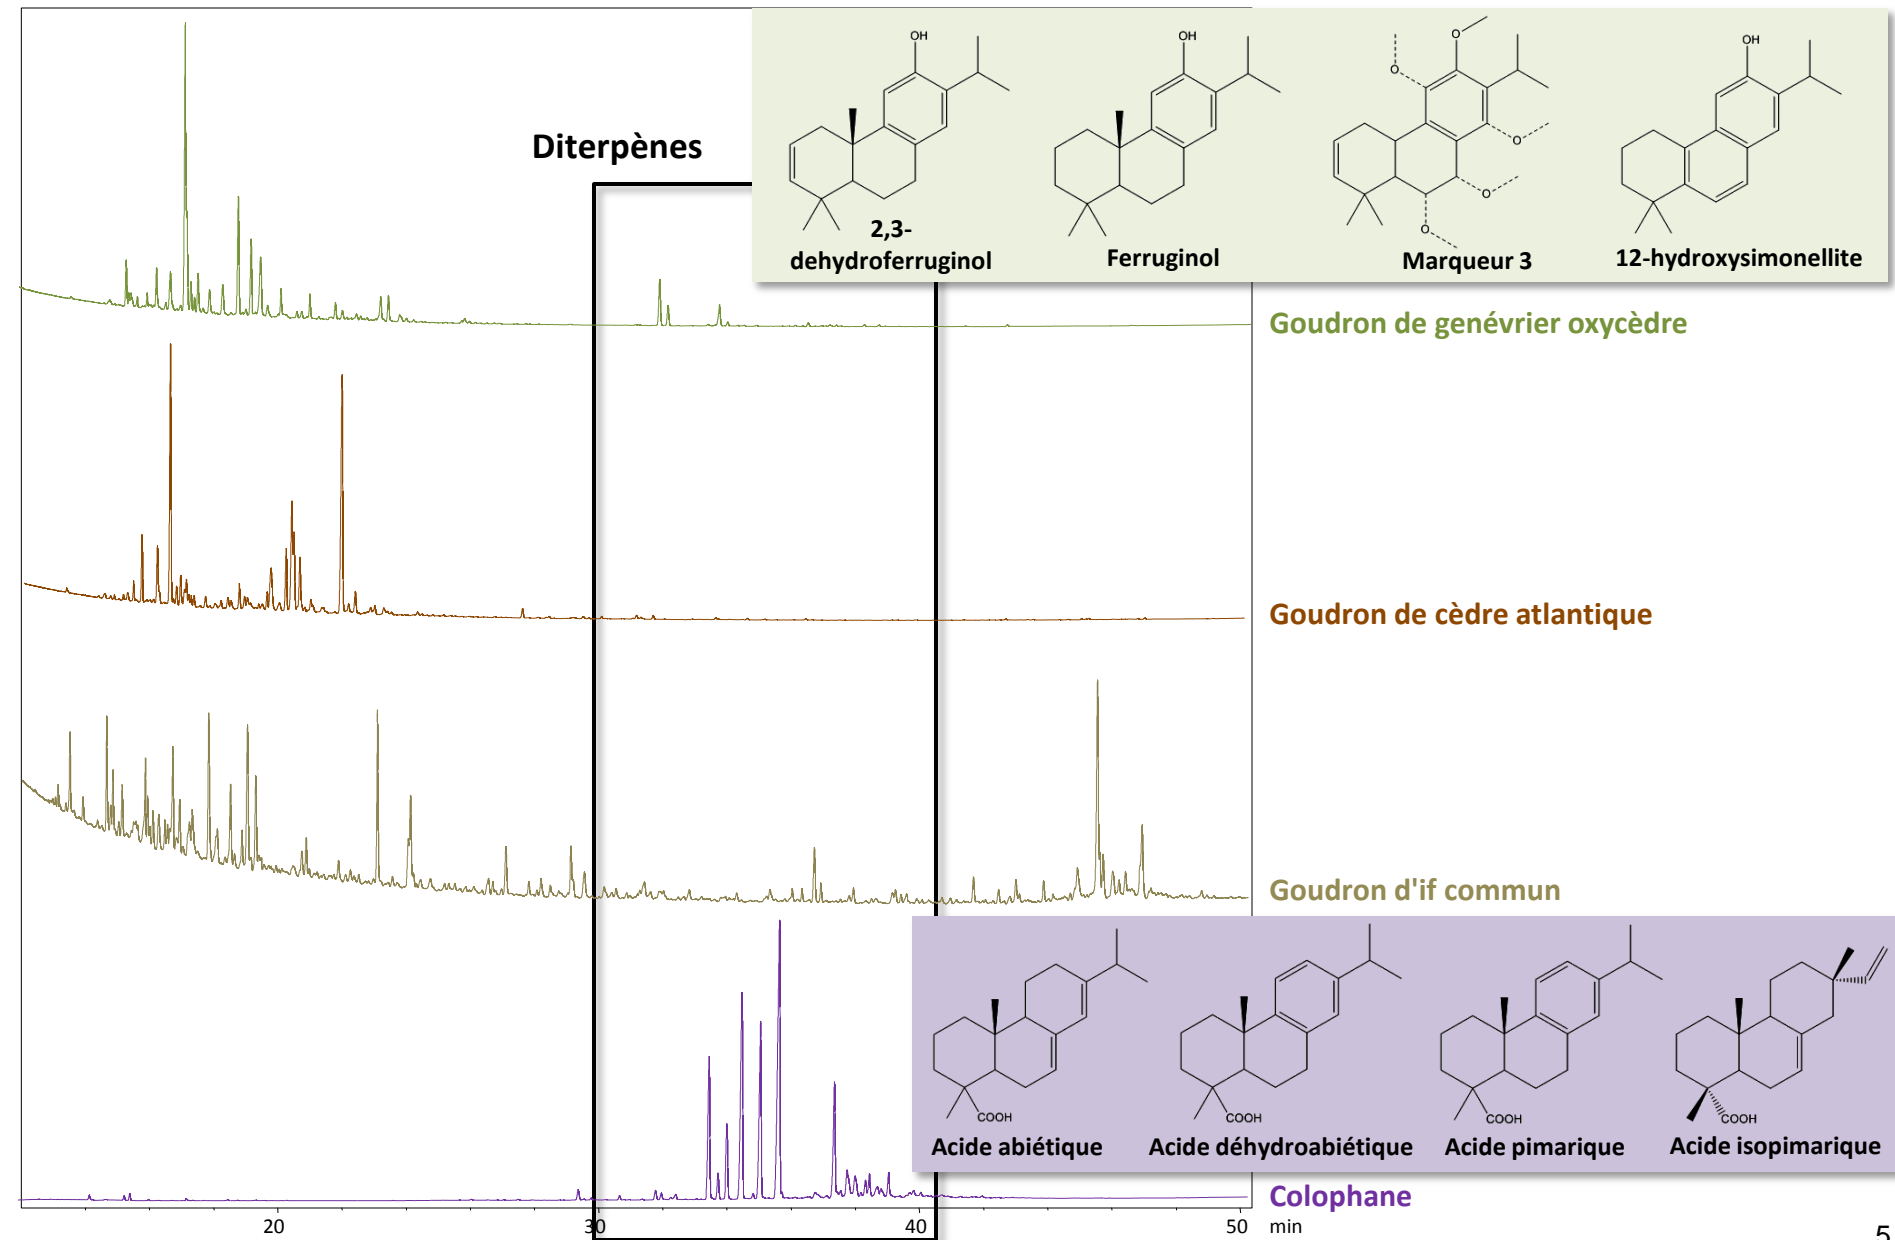 Diterpènes
OH
OH
O
O
O
O
O
OH
2,3-
dehydroferruginol
Ferruginol
Marqueur 3
12-hydroxysimonellite
Goudron de genévrier oxycèdre
Goudron de cèdre atlantique
Goudron d'if commun
COOH
COOH
COOH
COOH
Acide abiétique
Acide déhydroabiétique
Acide pimarique
Acide isopimarique
Colophane
20
30
40
50
min
5